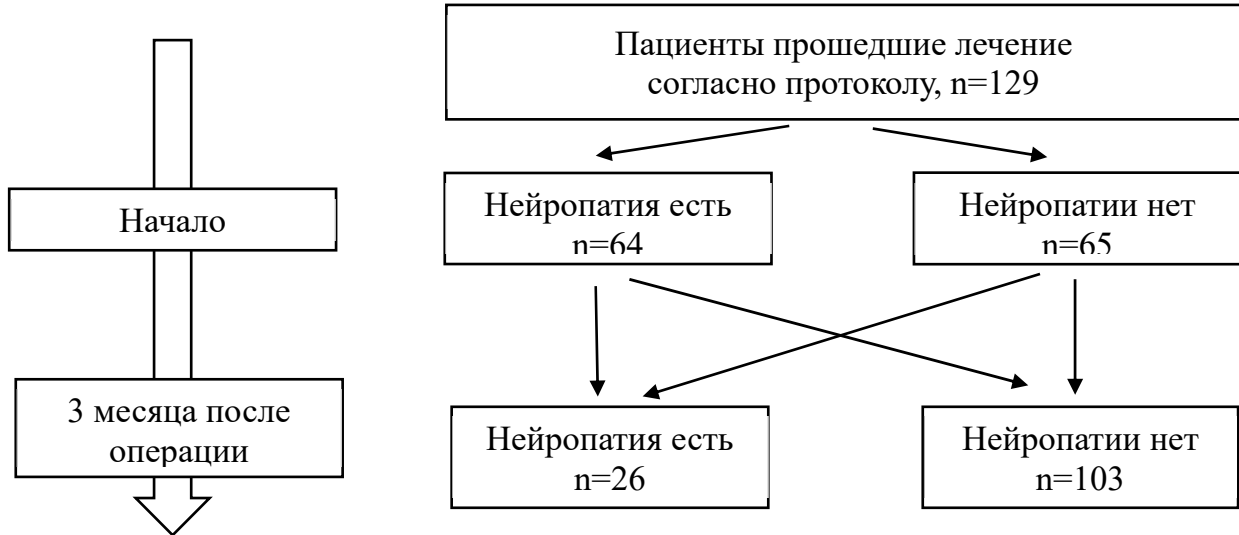 Пациенты прошедшие лечение
согласно протоколу, n=129
Начало
Нейропатия есть
n=64
Нейропатии нет
n=65
3 месяца после
операции
Нейропатия есть
n=26
Нейропатии нет
n=103